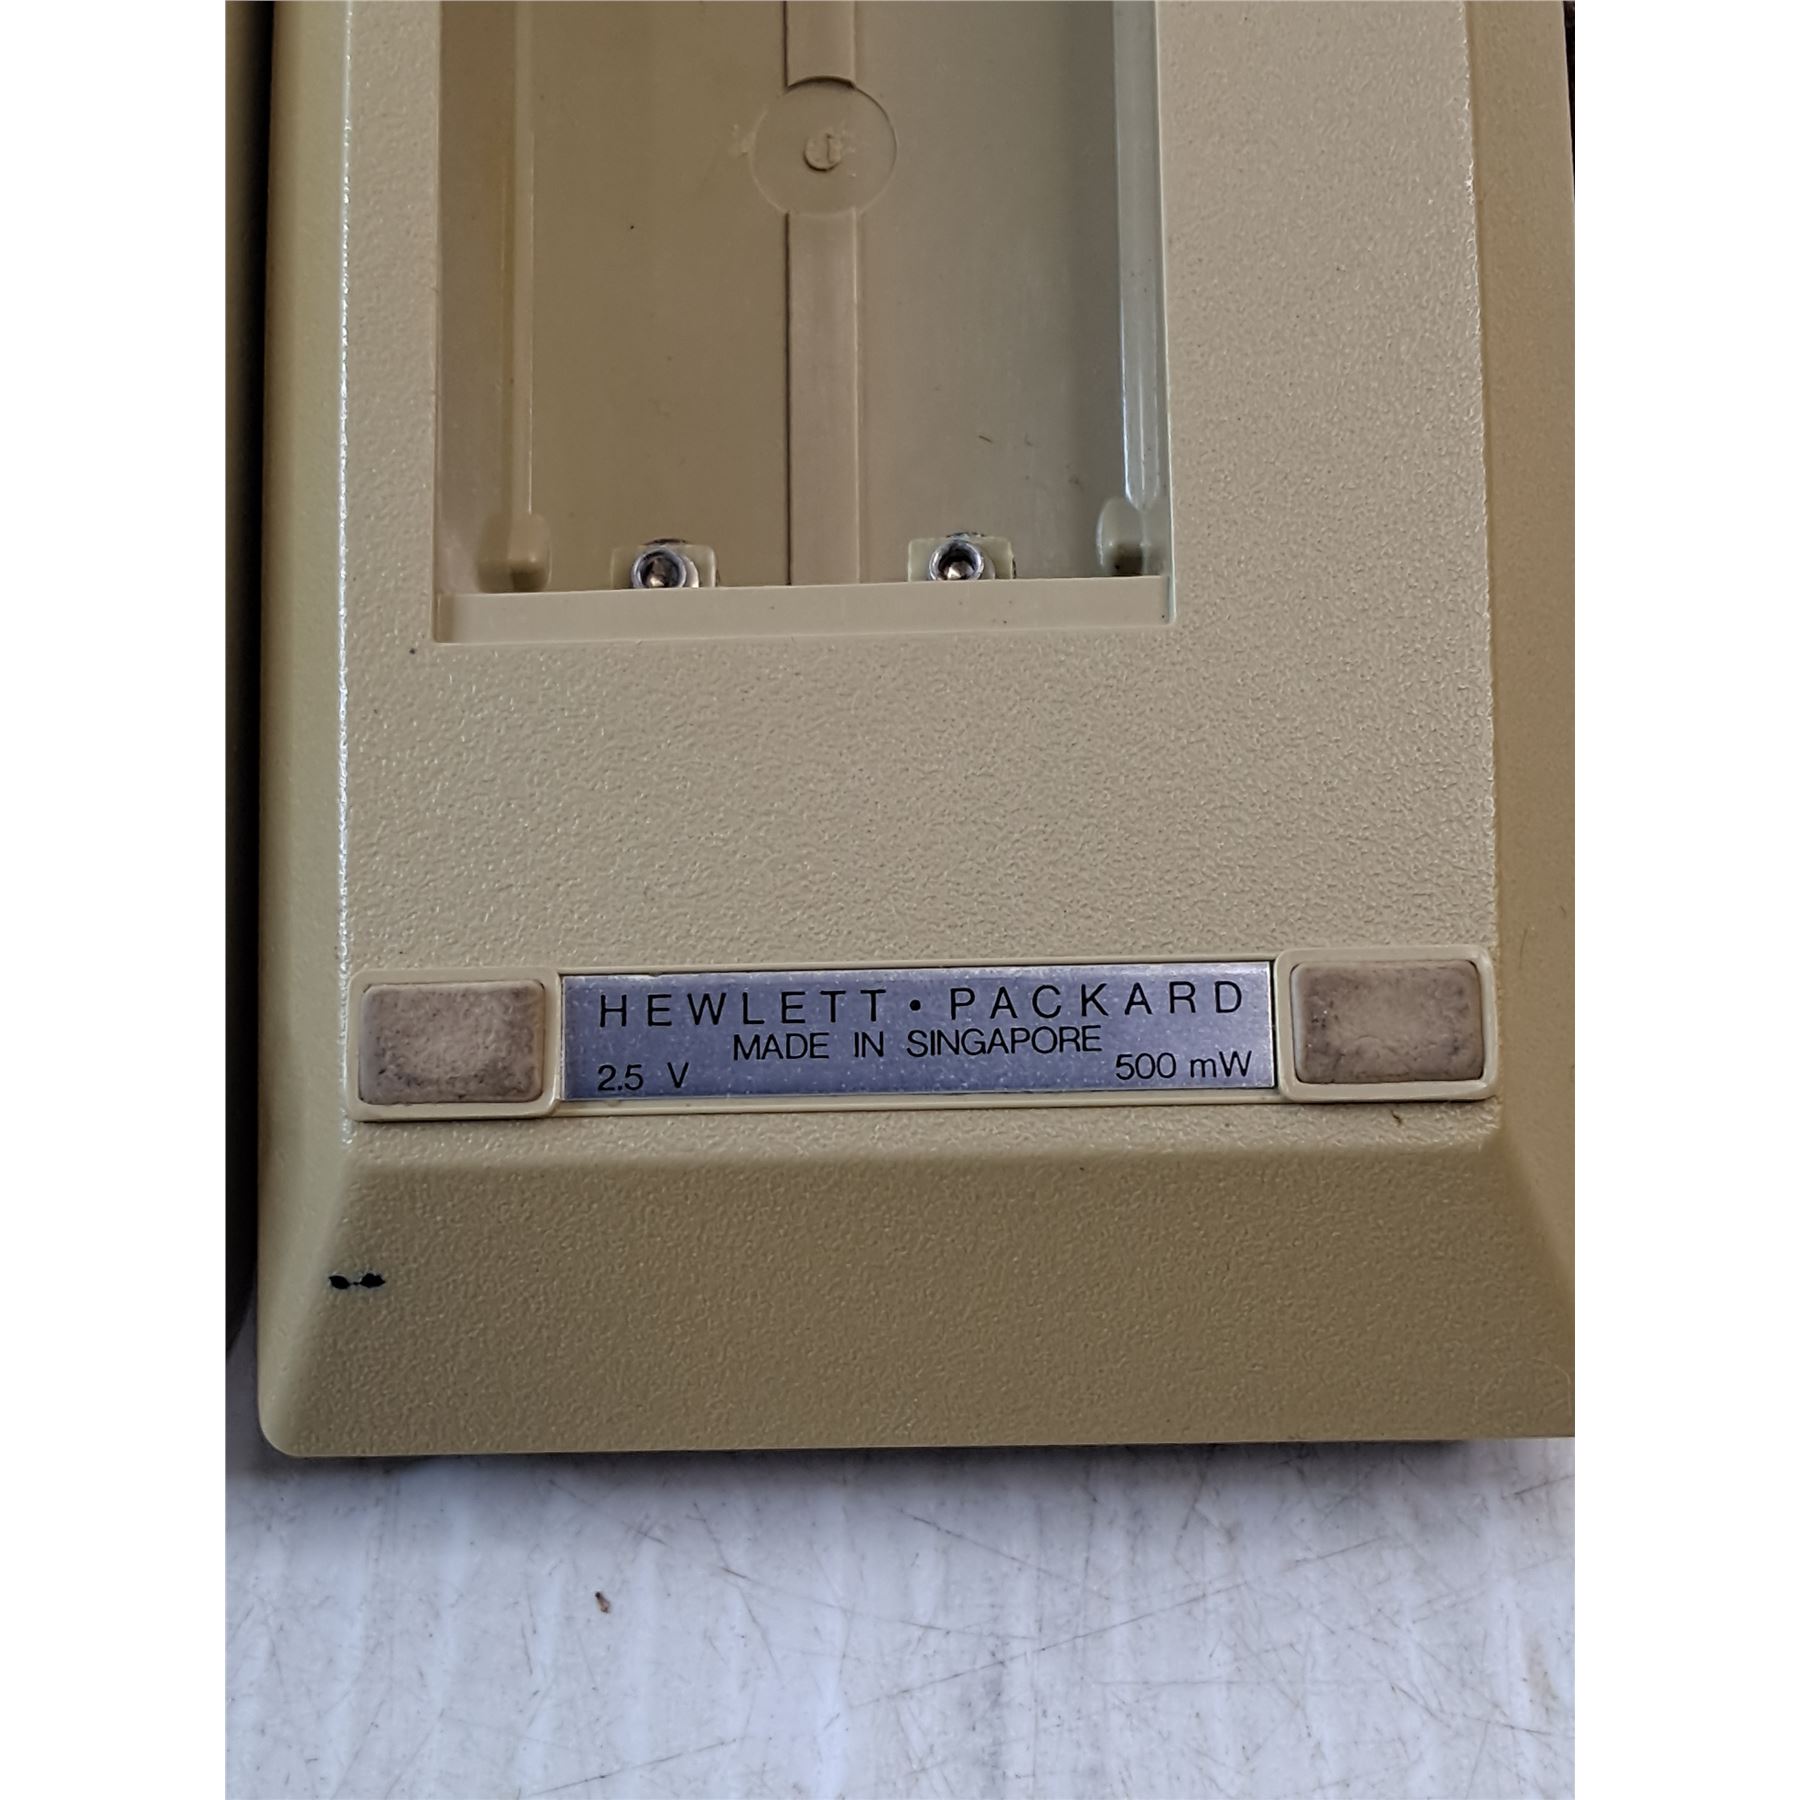 HEWLETT • PACKARD
MADE IN SINGAPORE
2.5 V 500 mW